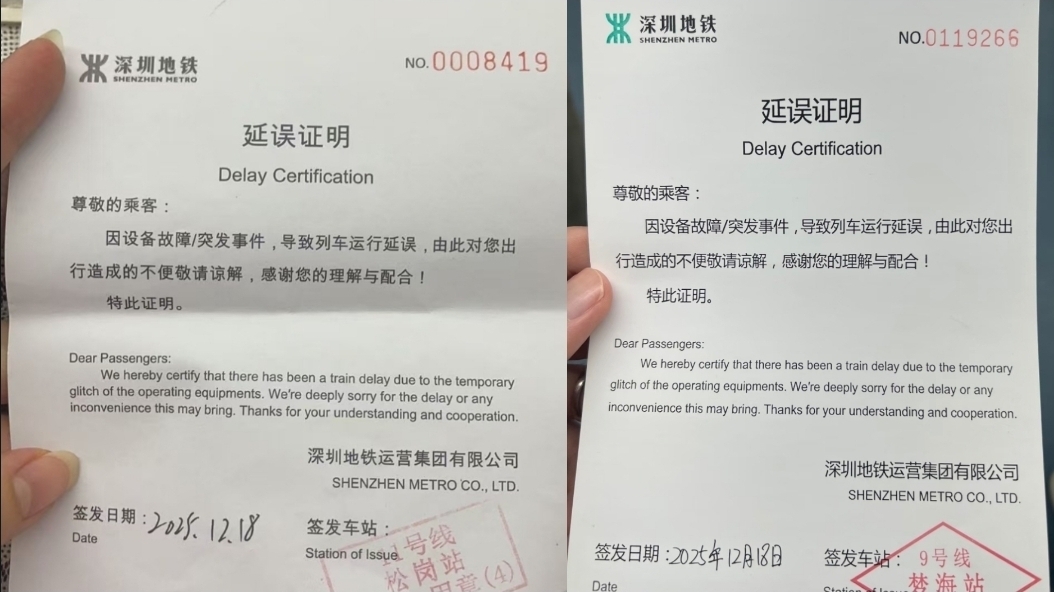 深圳地铁
SHENZHEN METRO
NO.0008419
延误证明
Delay Certification
尊敬的乘客：
因设备故障/突发事件，导致列车运行延误，由此对您出
行造成的不便敬请谅解，感谢您的理解与配合！
特此证明。
Dear Passengers:
We hereby certify that there has been a train delay due to the temporary
glitch of the operating equipments. We're deeply sorry for the delay or any
inconvenience this may bring. Thanks for your understanding and cooperation.
深圳地铁运营集团有限公司
SHENZHEN METRO CO., LTD.
签发日期：2025.12.18
Date
签发车站：
Station of Issue
11号线
松岗站
用章(4)
深圳地铁
SHENZHEN METRO
NO.0119266
延误证明
Delay Certification
尊敬的乘客：
因设备故障/突发事件，导致列车运行延误，由此对您出
行造成的不便敬请谅解，感谢您的理解与配合！
特此证明。
Dear Passengers:
We hereby certify that there has been a train delay due to the temporary
glitch of the operating equipments. We're deeply sorry for the delay or any
inconvenience this may bring. Thanks for your understanding and cooperation.
深圳地铁运营集团有限公司
SHENZHEN METRO CO., LTD.
签发日期：2025年12月18日
Date
签发车站：
Station of Issue
9号线
梦海站